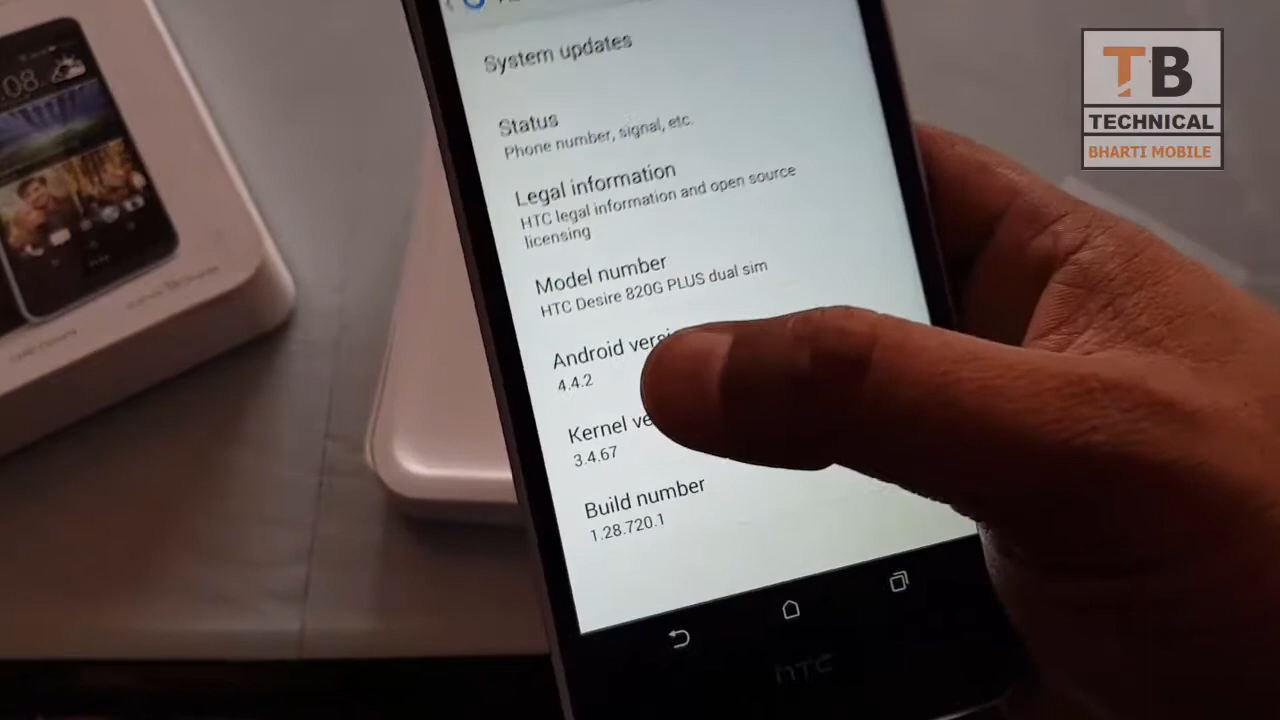 System updates
Status
Phone number, signal, etc.
Legal information
HTC legal information and open source
licensing
Model number
HTC Desire 820G PLUS dual sim
Android versi
4.4.2
Kernel ve
3.4.67
Build number
1.28.720.1
hTC
:08
TB
TECHNICAL
BHARTI MOBILE